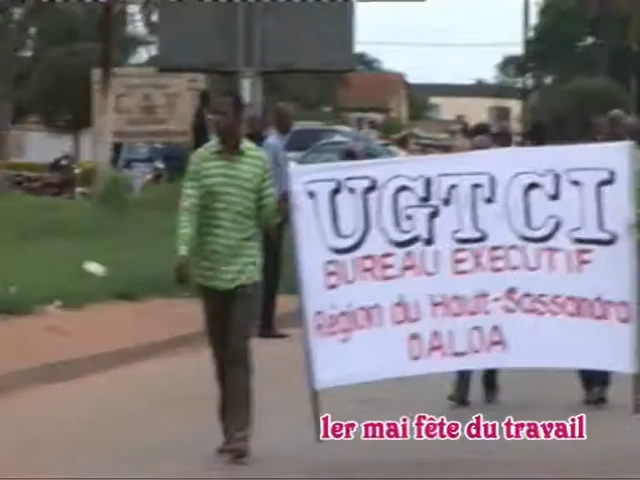 UGTCI
BUREAU EXECUTIF
Région du Haut-Sassandra
DALOA
1er mai fête du travail